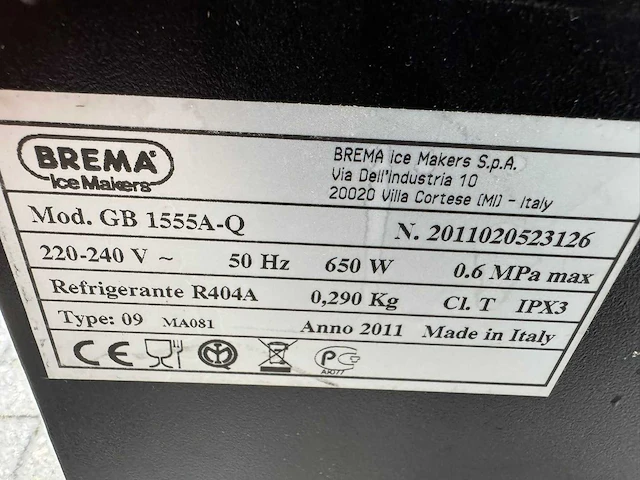 BREMA
Ice Makers
BREMA Ice Makers S.p.A.
Via Dell'Industria 10
20020 Villa Cortese (MI) - Italy
Mod. GB 1555A-Q N. 2011020523126
220-240 V ~ 50 Hz 650 W 0.6 MPa max
Refrigerante R404A 0,290 Kg Cl. T IPX3
Type: 09 MA081 Anno 2011 Made in Italy
CE